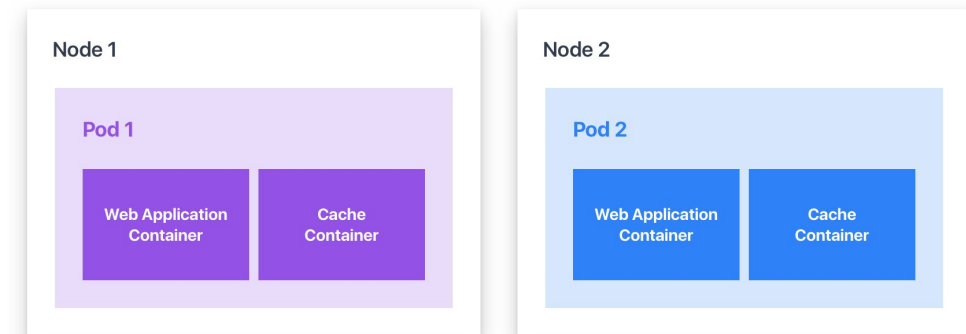 Node 1
Pod 1
Web Application
Container
Cache
Container
Node 2
Pod 2
Web Application
Container
Cache
Container